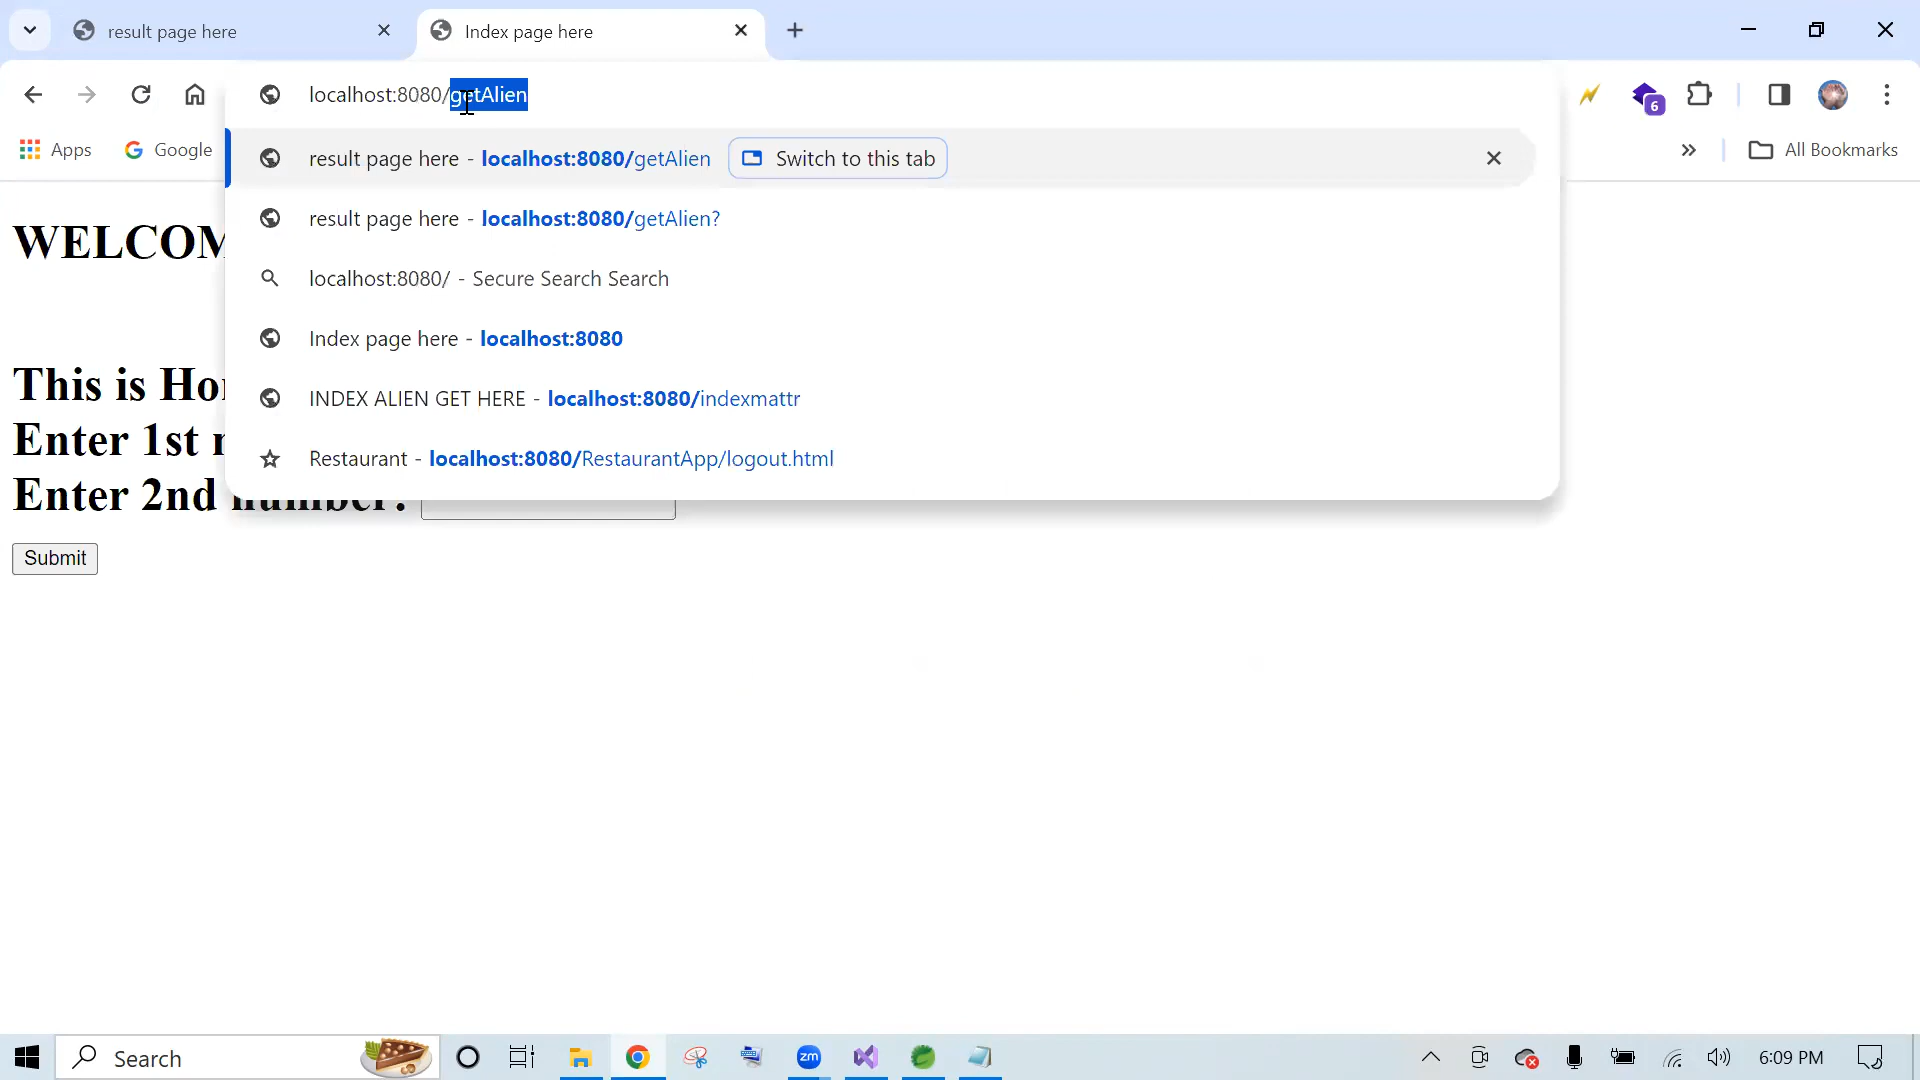 result page here
Index page here
localhost:8080/getAlien
6
Apps
Google
All Bookmarks
result page here - localhost:8080/getAlien Switch to this tab
result page here - localhost:8080/getAlien?
localhost:8080/ - Secure Search Search
Index page here - localhost:8080
INDEX ALIEN GET HERE - localhost:8080/indexmattr
Restaurant - localhost:8080/RestaurantApp/logout.html
This is
Enter 1st
Enter 2nd number:
Submit
Search
zm
6:09 PM